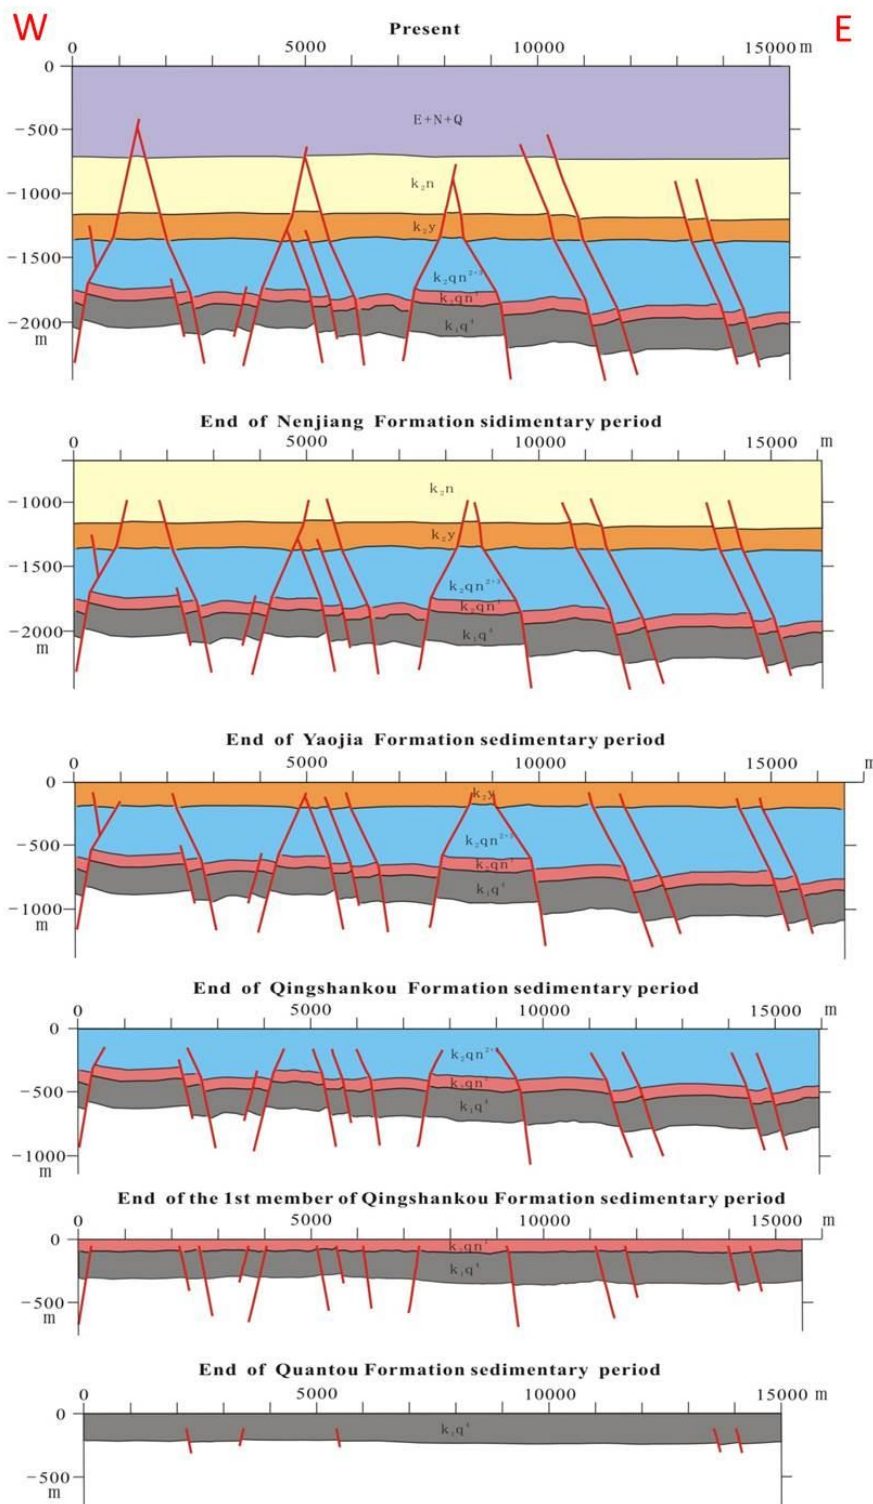 W E
Present
0 5000 10000 15000 m
0
E+N+Q
-500
k₂n
-1000
k₂y
-1500
k₂qn²⁺³
k₂qn¹
-2000
k₁q⁴
m
End of Nenjiang Formation sidimentary period
0 5000 10000 15000 m
k₂n
-1000
k₂y
-1500
k₂qn²⁺³
k₂qn¹
-2000
k₁q⁴
m
End of Yaojia Formation sedimentary period
0 5000 10000 15000 m
0
k₂y
k₂qn²⁺³
-500
k₂qn¹
k₁q⁴
-1000
m
End of Qingshankou Formation sedimentary period
0 5000 10000 15000 m
0
k₂qn²⁺³
k₂qn¹
-500
k₁q⁴
-1000
m
End of the 1st member of Qingshankou Formation sedimentary period
0 5000 10000 15000 m
0
k₂qn¹
k₁q⁴
-500
m
End of Quantou Formation sedimentary period
0 5000 10000 15000 m
0
k₁q⁴
-500
m